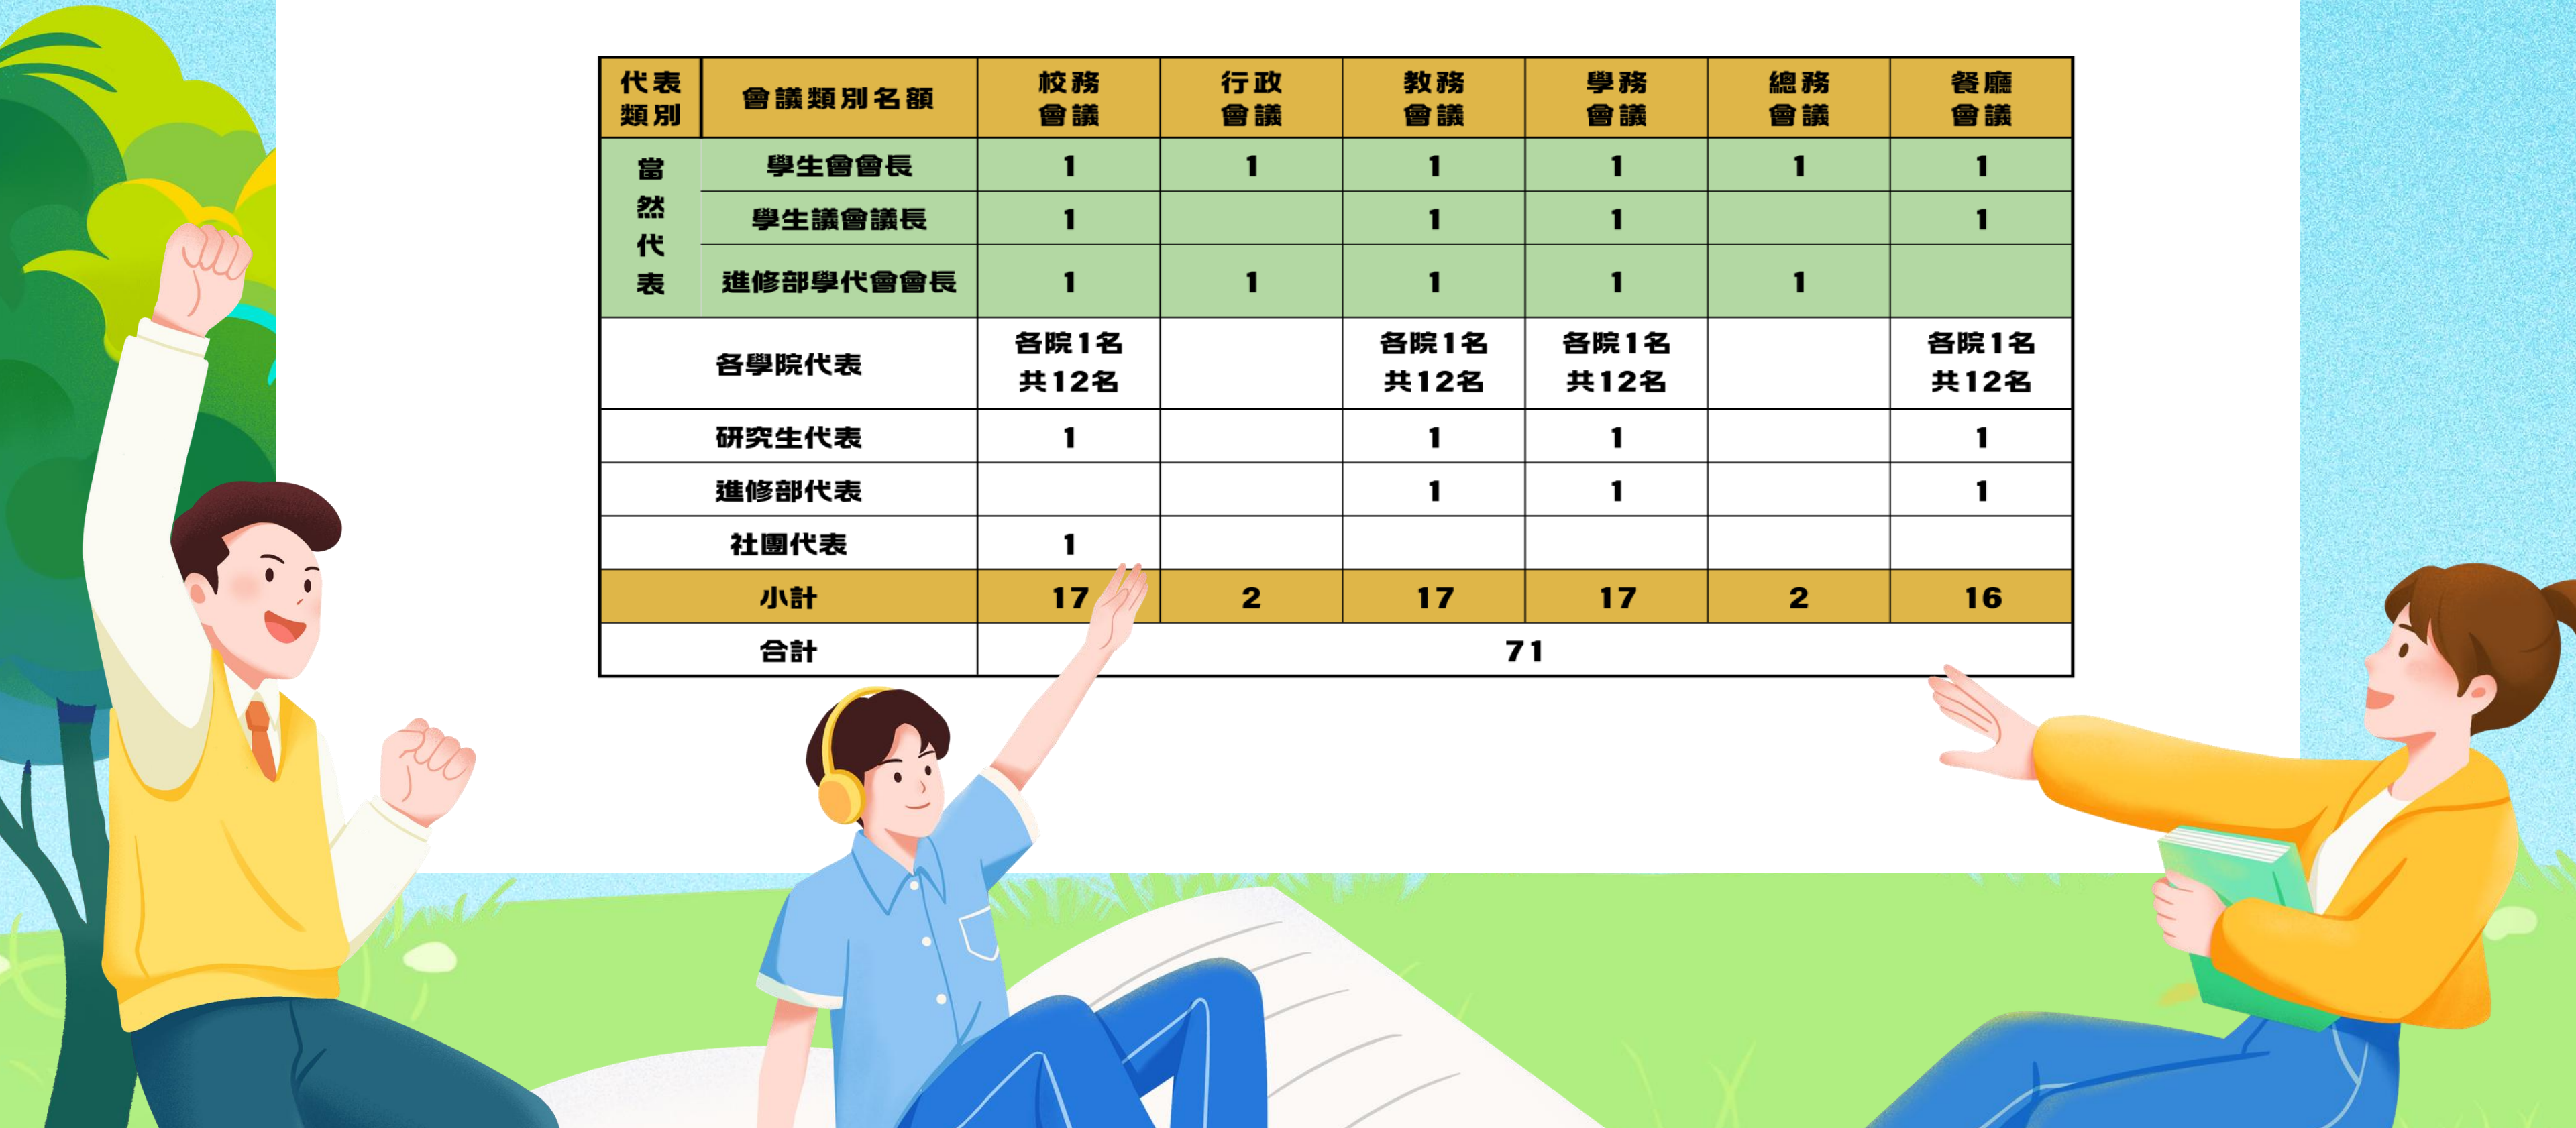 代表類別 會議類別名額 校務會議 行政會議 教務會議 學務會議 總務會議 餐廳會議
當然代表 學生會會長 1 1 1 1 1 1
學生議會議長 1 1 1 1
進修部學代會會長 1 1 1 1 1
各學院代表 各院1名共12名 各院1名共12名 各院1名共12名 各院1名共12名
研究生代表 1 1 1 1
進修部代表 1 1 1
社團代表 1
小計 17 2 17 17 2 16
合計 71